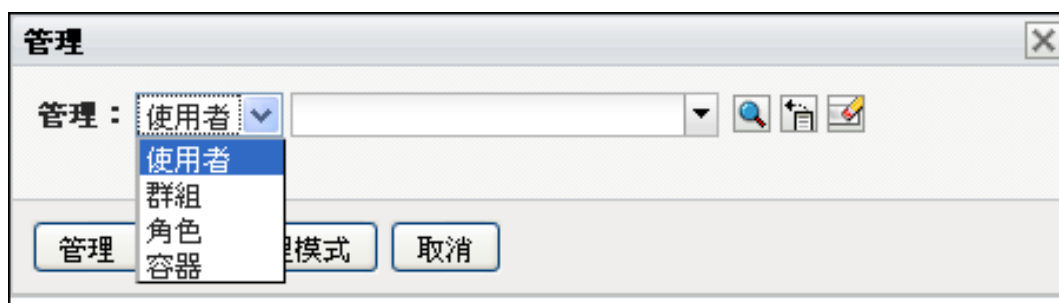 管理
管理：使用者
使用者
群組
角色
容器
管理 理模式 取消